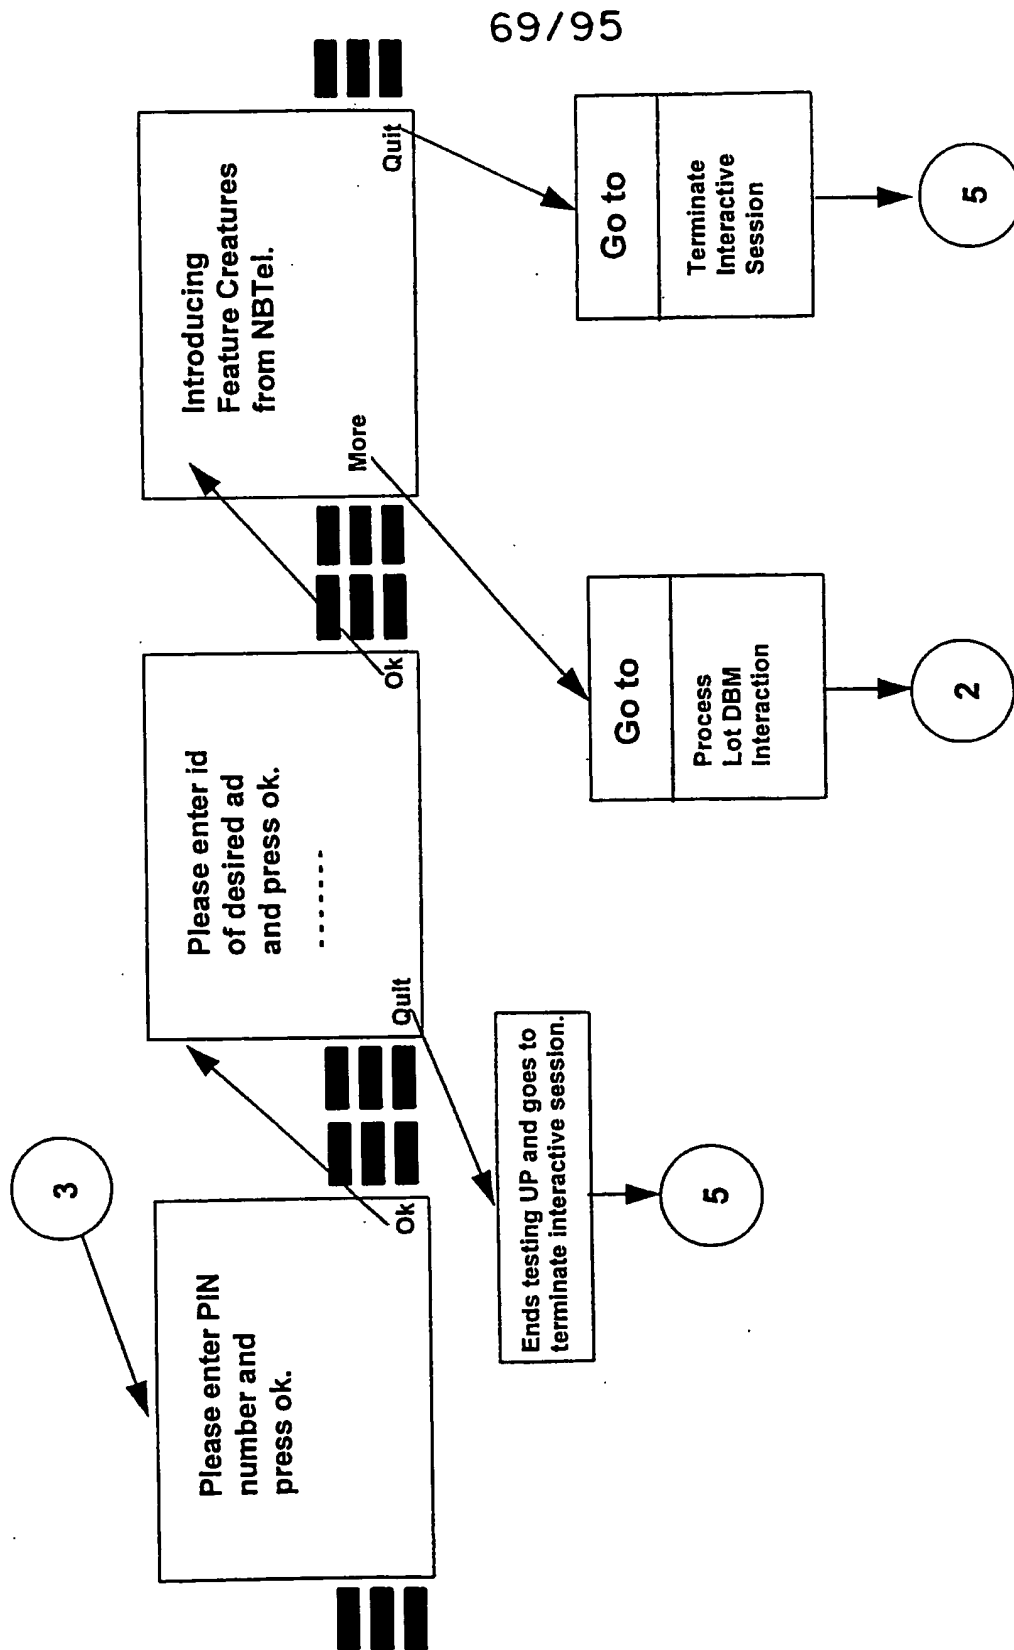 69/95
3
Please enter PIN
number and
press ok.
Ok
Please enter id
of desired ad
and press ok.
-------
Quit
Ok
Introducing
Feature Creatures
from NBTel.
More
Quit
Ends testing UP and goes to
terminate interactive session.
5
Go to
Process
Lot DBM
Interaction
2
Go to
Terminate
Interactive
Session
5